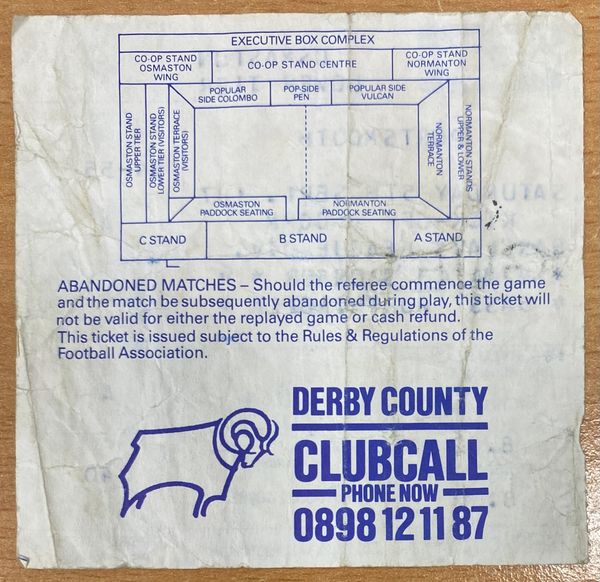 EXECUTIVE BOX COMPLEX
CO-OP STAND
OSMASTON
WING
CO-OP STAND CENTRE
CO-OP STAND
NORMANTON
WING
POPULAR
SIDE COLOMBO
POP-SIDE
PEN
POPULAR SIDE
VULCAN
OSMASTON STAND
UPPER TIER
OSMASTON STAND
LOWER TIER (VISITORS)
OSMASTON TERRACE
(VISITORS)
NORMANTON
TERRACE
NORMANTON STANDS
UPPER & LOWER
OSMASTON
PADDOCK SEATING
NORMANTON
PADDOCK SEATING
C STAND
B STAND
A STAND
ABANDONED MATCHES – Should the referee commence the game
and the match be subsequently abandoned during play, this ticket will
not be valid for either the replayed game or cash refund.
This ticket is issued subject to the Rules & Regulations of the
Football Association.
DERBY COUNTY
CLUBCALL
PHONE NOW
0898 12 11 87